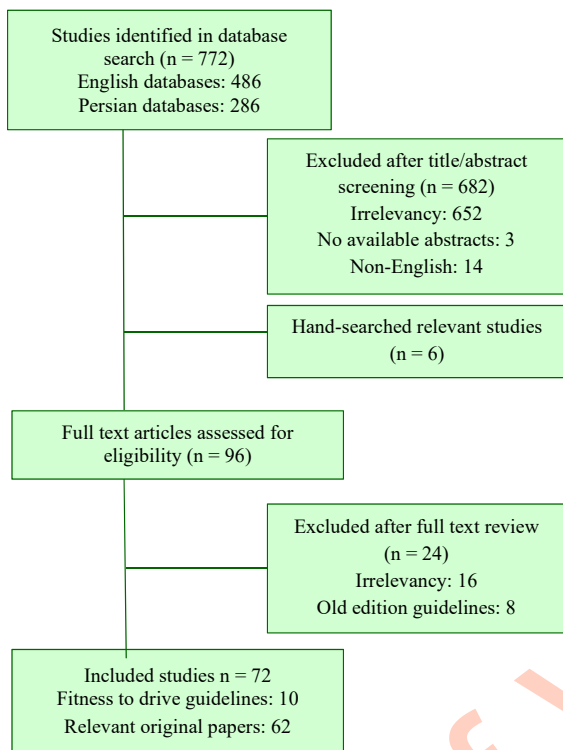 Studies identified in database
search (n = 772)
English databases: 486
Persian databases: 286
Excluded after title/abstract
screening (n = 682)
Irrelevancy: 652
No available abstracts: 3
Non-English: 14
Hand-searched relevant studies
(n = 6)
Full text articles assessed for
eligibility (n = 96)
Excluded after full text review
(n = 24)
Irrelevancy: 16
Old edition guidelines: 8
Included studies n = 72
Fitness to drive guidelines: 10
Relevant original papers: 62